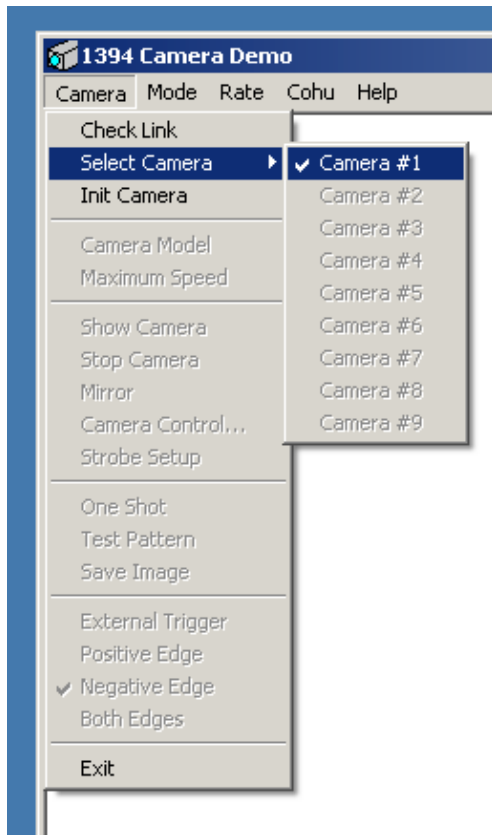 1394 Camera Demo
Camera Mode Rate Cohu Help
Check Link
Select Camera
Init Camera
Camera Model
Maximum Speed
Show Camera
Stop Camera
Mirror
Camera Control...
Strobe Setup
One Shot
Test Pattern
Save Image
External Trigger
Positive Edge
Negative Edge
Both Edges
Exit
Camera #1
Camera #2
Camera #3
Camera #4
Camera #5
Camera #6
Camera #7
Camera #8
Camera #9